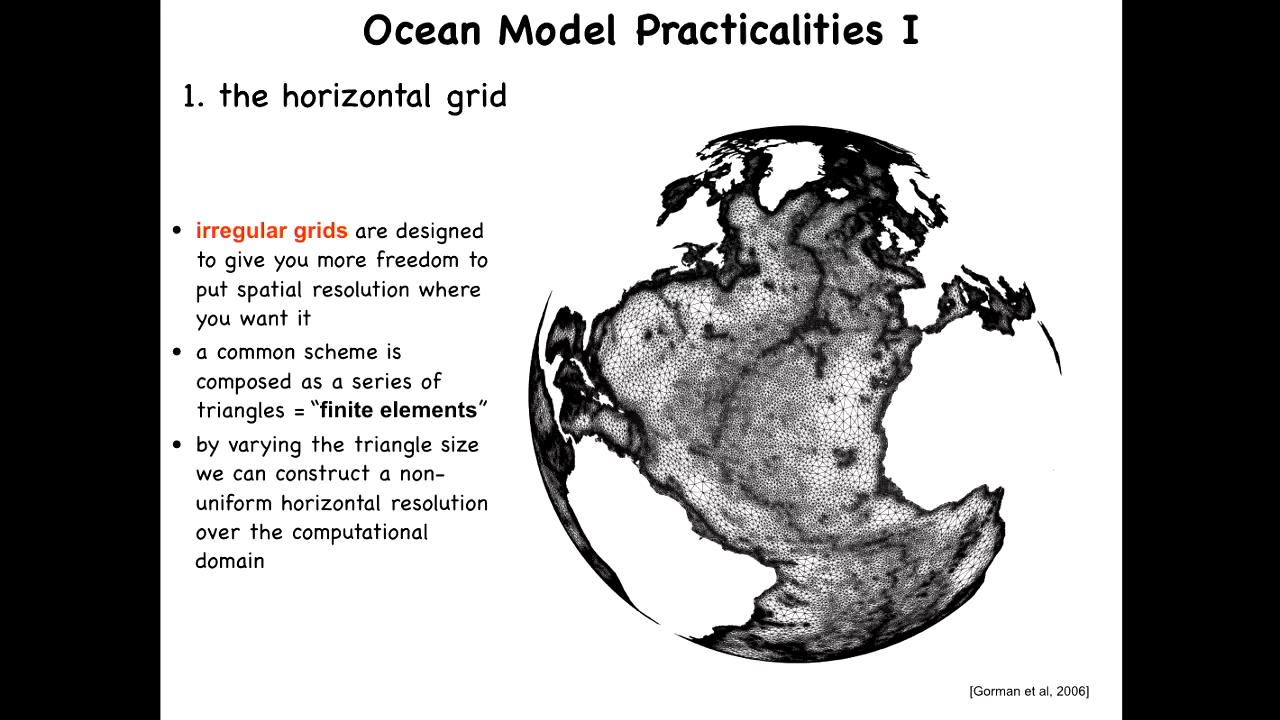 Ocean Model Practicalities I
1. the horizontal grid
• irregular grids are designed
to give you more freedom to
put spatial resolution where
you want it
• a common scheme is
composed as a series of
triangles = “finite elements”
• by varying the triangle size
we can construct a non-
uniform horizontal resolution
over the computational
domain
[Gorman et al, 2006]